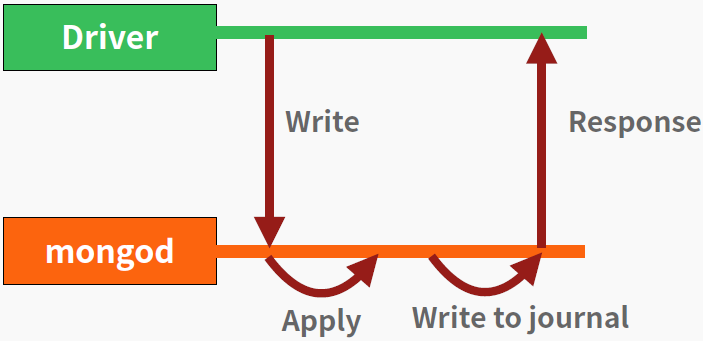 Driver
Write
Response
mongod
Apply
Write to journal